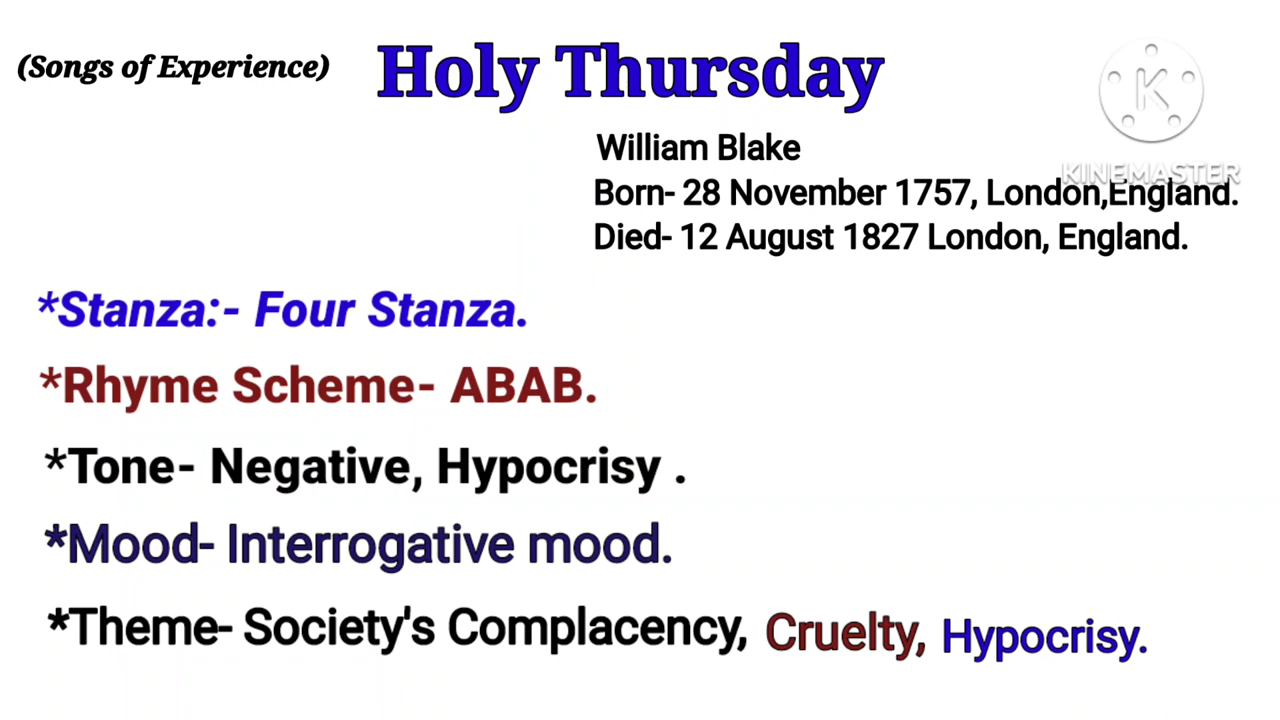 (Songs of Experience)
Holy Thursday
K
KINEMASTER
William Blake
Born- 28 November 1757, London,England.
Died- 12 August 1827 London, England.
*Stanza:- Four Stanza.
*Rhyme Scheme- ABAB.
*Tone- Negative, Hypocrisy .
*Mood- Interrogative mood.
*Theme- Society's Complacency, Cruelty, Hypocrisy.